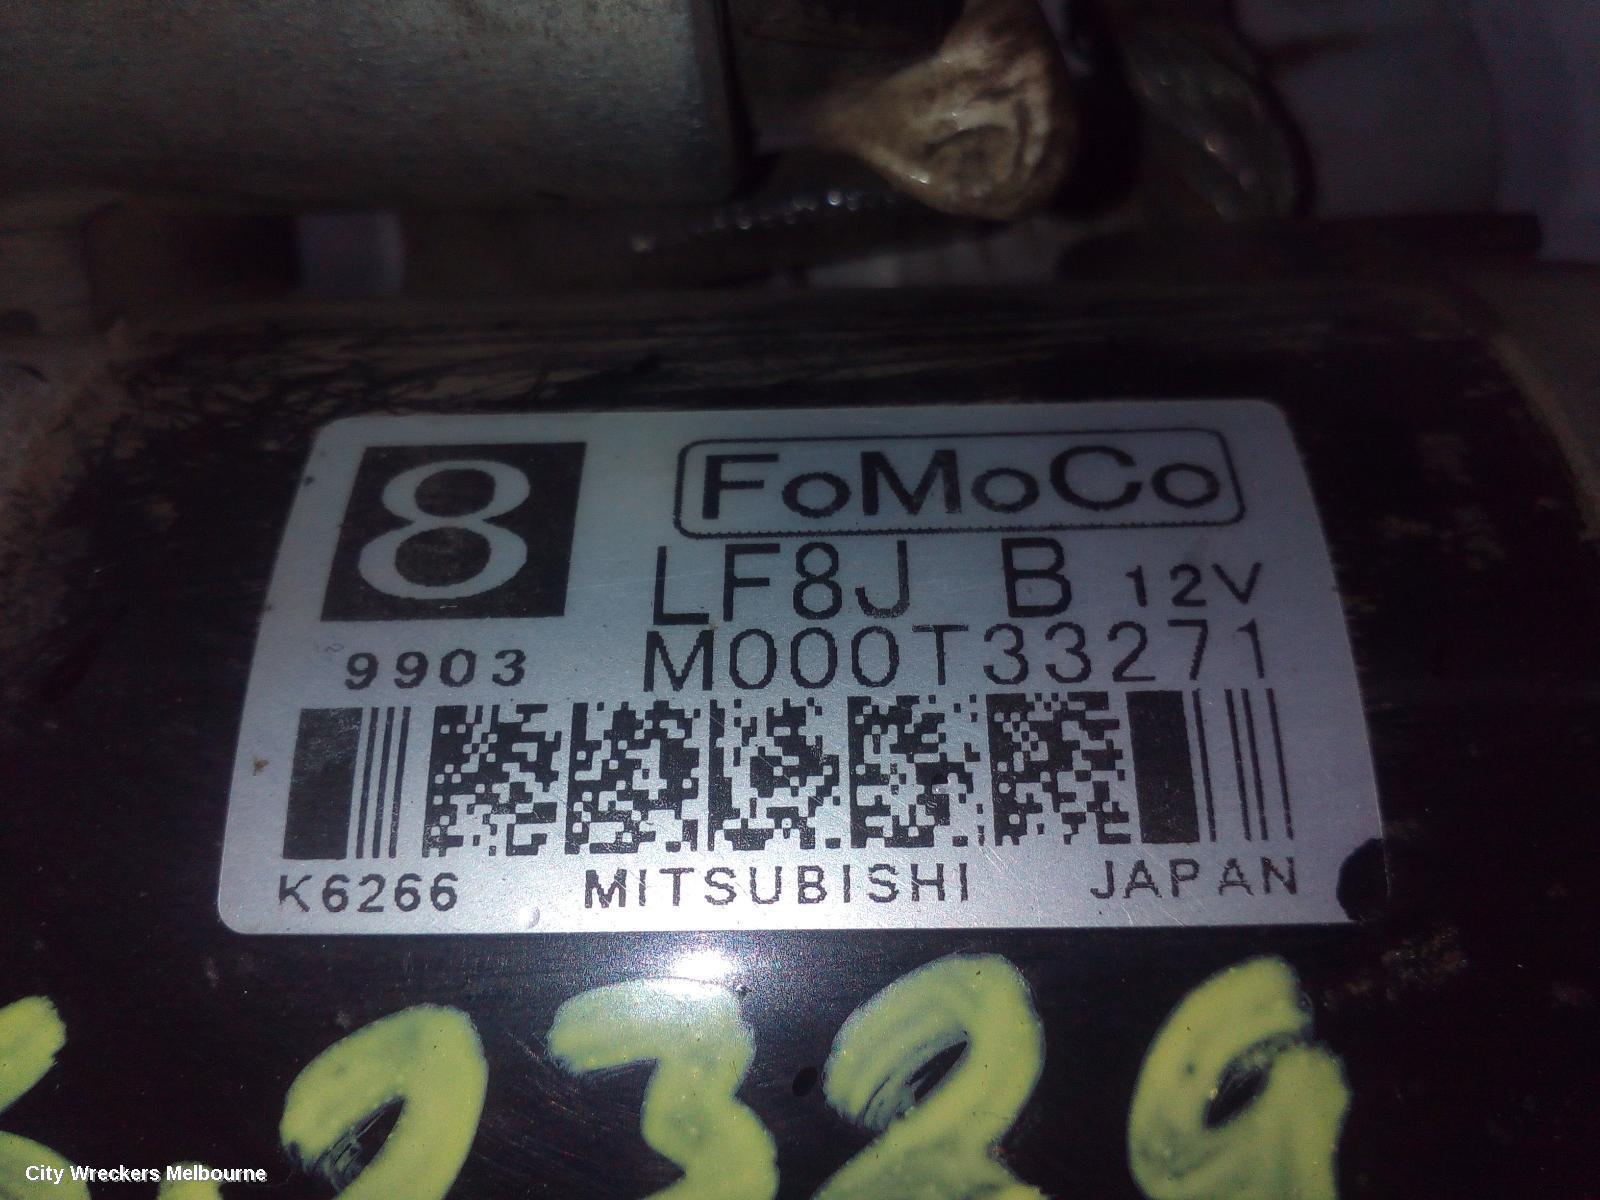 8 FoMoCo
LF8J B 12V
9903 M000T33271
K6266 MITSUBISHI JAPAN
City Wreckers Melbourne